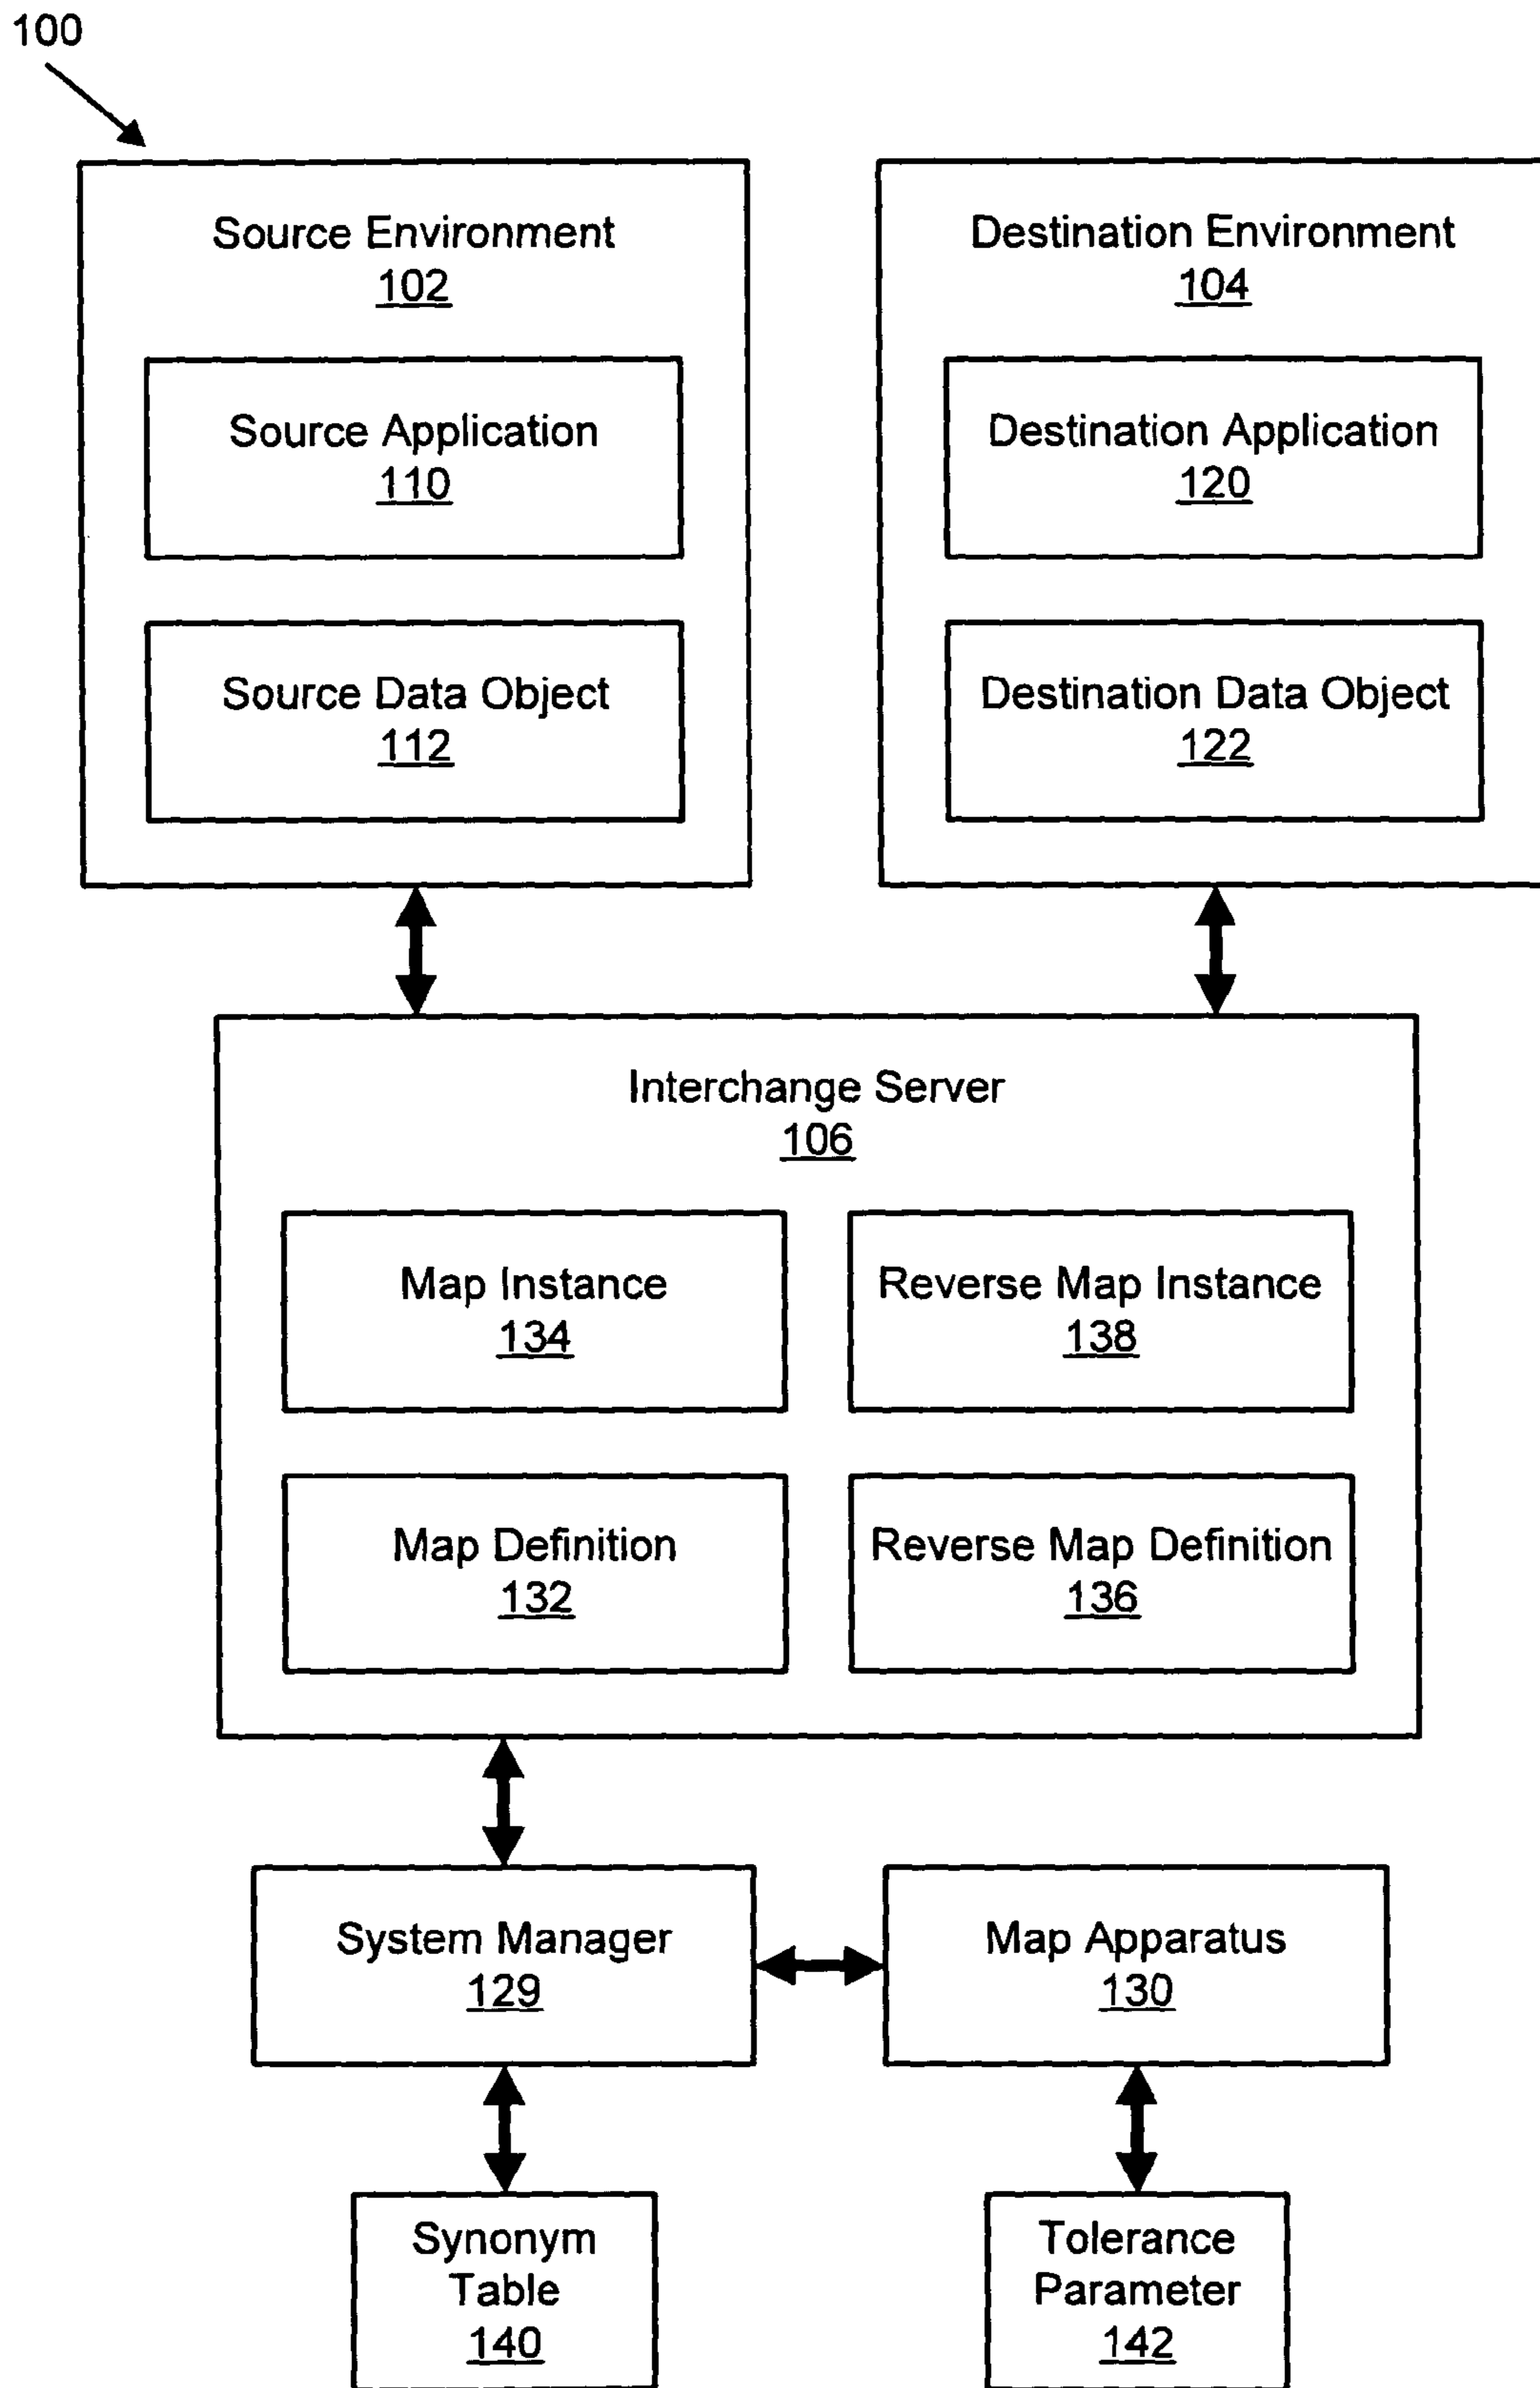 100
Source Environment
102
Source Application
110
Source Data Object
112
Destination Environment
104
Destination Application
120
Destination Data Object
122
Interchange Server
106
Map Instance
134
Reverse Map Instance
138
Map Definition
132
Reverse Map Definition
136
System Manager
129
Map Apparatus
130
Synonym
Table
140
Tolerance
Parameter
142